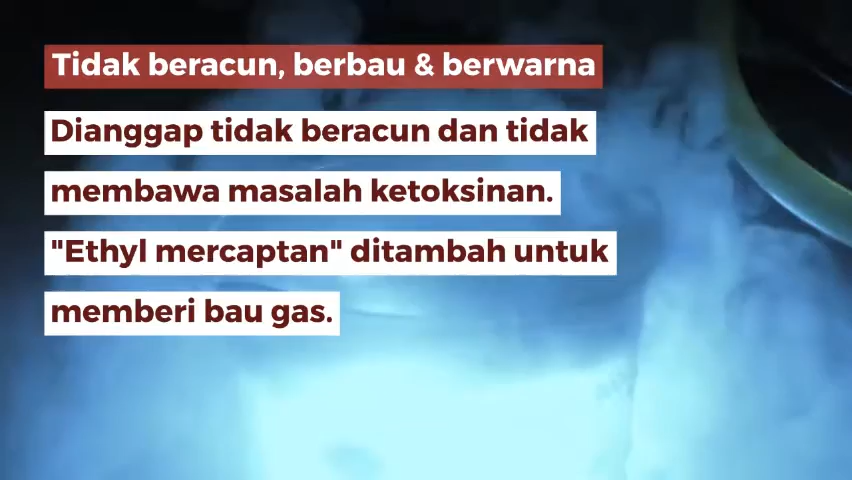 Tidak beracun, berbau & berwarna
Dianggap tidak beracun dan tidak
membawa masalah ketoksinan.
"Ethyl mercaptan" ditambah untuk
memberi bau gas.